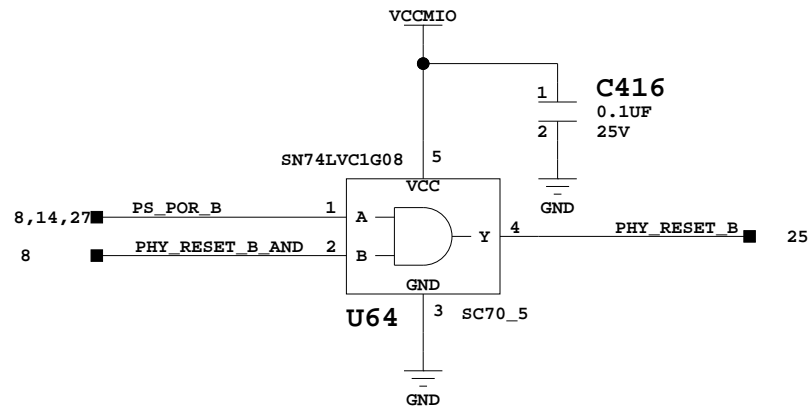 VCCMIO
1
C416
0.1UF
2
25V
SN74LVC1G08
5
VCC
GND
8,14,27
PS_POR_B
1
A
PHY_RESET_B
8
PHY_RESET_B_AND
2
B
Y
4
25
GND
U64
3
SC70_5
GND